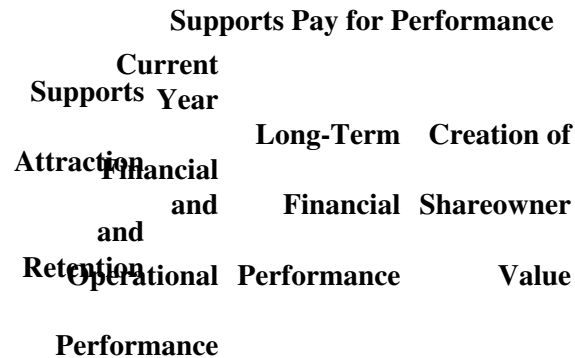 Supports Pay for Performance
Supports
Attraction
and
Retention
Current
Year
Financial
and
Operational
Performance
Long-Term
Financial
Performance
Creation of
Shareowner
Value